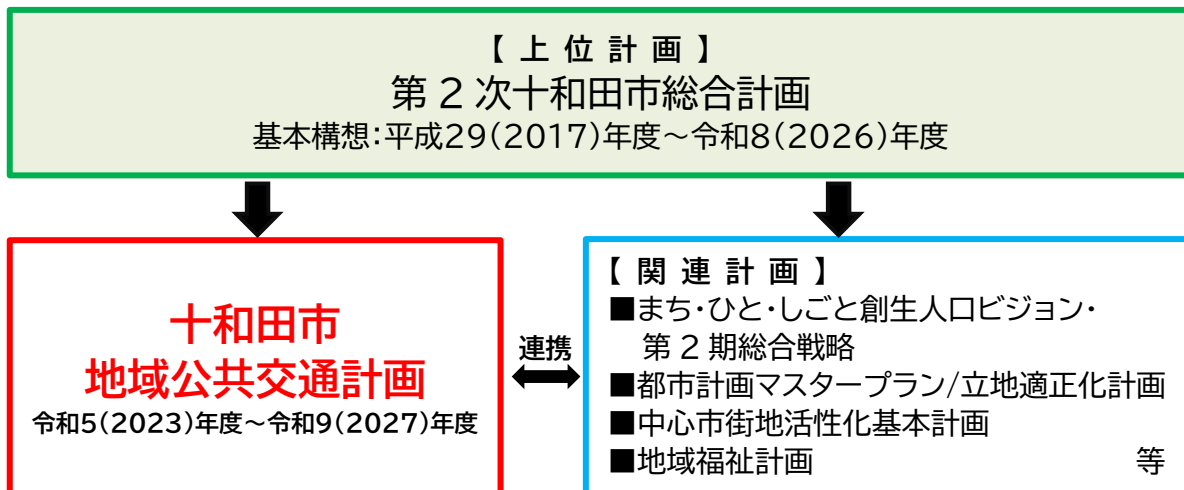 【 上 位 計 画 】
第 2 次十和田市総合計画
基本構想:平成29(2017)年度～令和8(2026)年度
十和田市
地域公共交通計画
令和5(2023)年度～令和9(2027)年度
連携
【 関 連 計 画 】
■まち・ひと・しごと創生人口ビジョン・
第 2 期総合戦略
■都市計画マスタープラン/立地適正化計画
■中心市街地活性化基本計画
■地域福祉計画 等